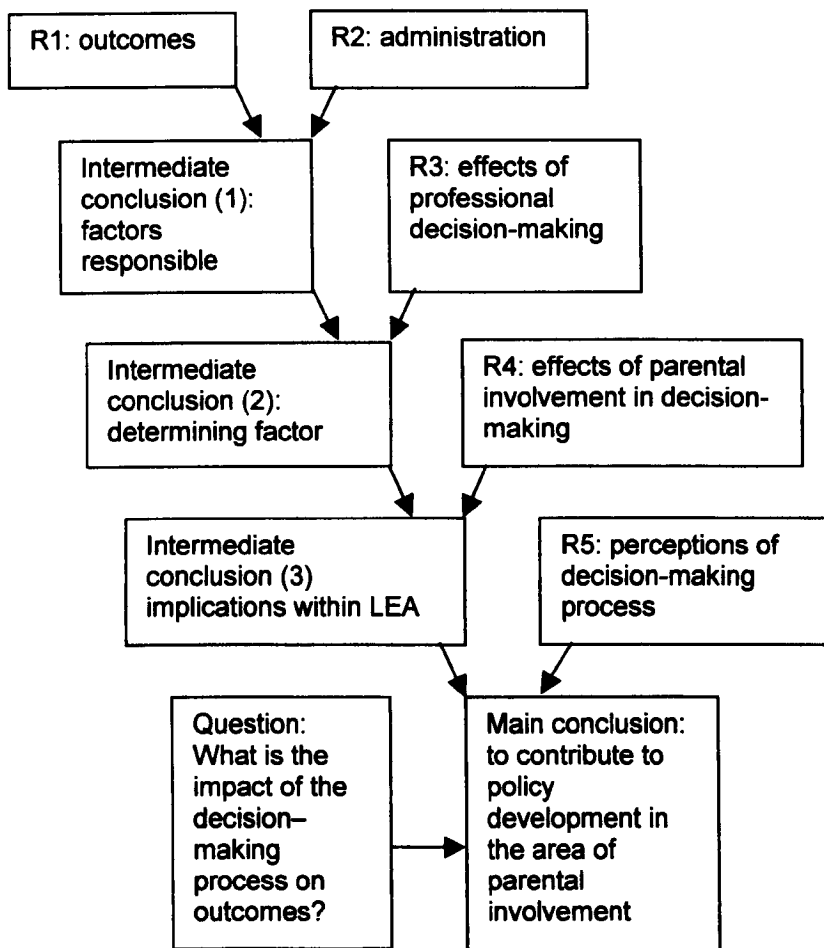 R1: outcomes
R2: administration
Intermediate
conclusion (1):
factors
responsible
R3: effects of
professional
decision-making
Intermediate
conclusion (2):
determining factor
R4: effects of parental
involvement in decision-
making
Intermediate
conclusion (3)
implications within LEA
R5: perceptions of
decision-making
process
Question:
What is the
impact of the
decision–
making
process on
outcomes?
Main conclusion:
to contribute to
policy
development in
the area of
parental
involvement